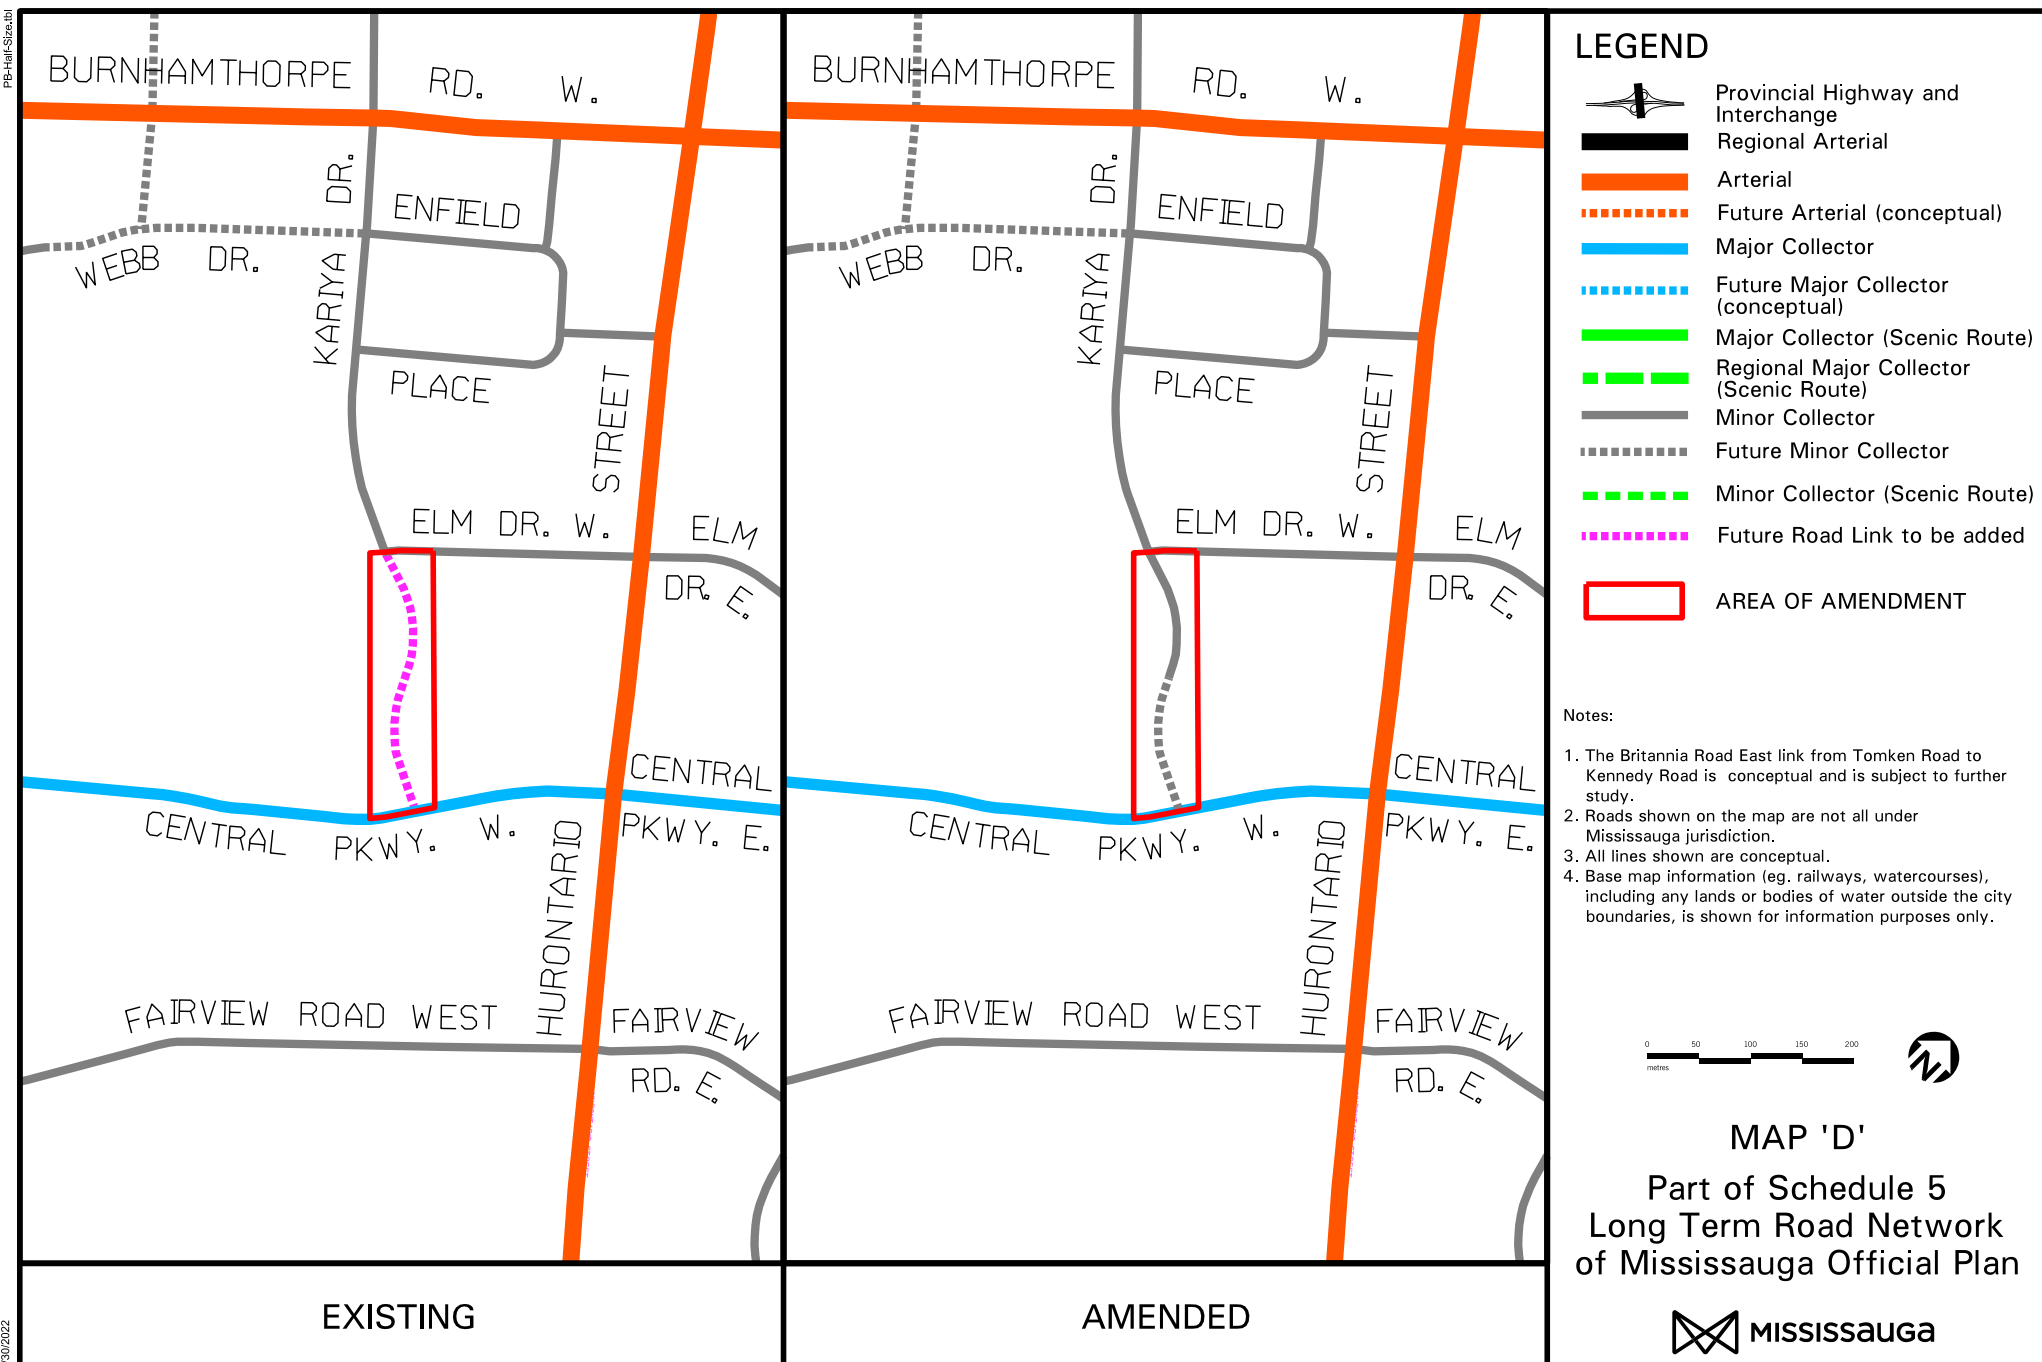 PB-Half-Size.tbl
/30/2022
BURNHAMTHORPE RD. W.
DR.
ENFIELD
WEBB DR.
KARIYA
PLACE
STREET
ELM DR. W.
ELM
DR. E.
CENTRAL
CENTRAL PKWY. W.
PKWY. E.
HURONTARIO
FAIRVIEW ROAD WEST
FAIRVIEW
RD. E.
EXISTING
BURNHAMTHORPE RD. W.
DR.
ENFIELD
WEBB DR.
KARIYA
PLACE
STREET
ELM DR. W.
ELM
DR. E.
CENTRAL
CENTRAL PKWY. W.
PKWY. E.
HURONTARIO
FAIRVIEW ROAD WEST
FAIRVIEW
RD. E.
AMENDED
LEGEND
Provincial Highway and
Interchange
Regional Arterial
Arterial
Future Arterial (conceptual)
Major Collector
Future Major Collector
(conceptual)
Major Collector (Scenic Route)
Regional Major Collector
(Scenic Route)
Minor Collector
Future Minor Collector
Minor Collector (Scenic Route)
Future Road Link to be added
AREA OF AMENDMENT
Notes:
1. The Britannia Road East link from Tomken Road to
Kennedy Road is conceptual and is subject to further
study.
2. Roads shown on the map are not all under
Mississauga jurisdiction.
3. All lines shown are conceptual.
4. Base map information (eg. railways, watercourses),
including any lands or bodies of water outside the city
boundaries, is shown for information purposes only.
0 50 100 150 200
metres
N
MAP 'D'
Part of Schedule 5
Long Term Road Network
of Mississauga Official Plan
MISSISSAUGA